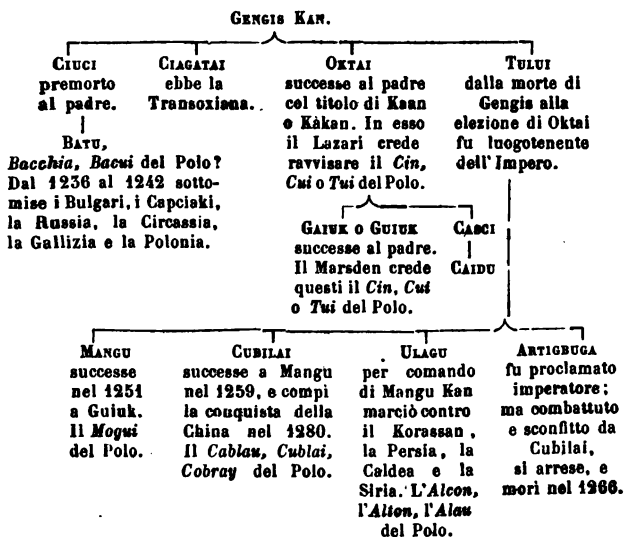 GENGIS KAN.
CIUCI
premorto
al padre.
CIAGATAI
ebbe la
Transoxiana.
OKTAI
successe al padre
col titolo di Kaan
o Kàkan. In esso
il Lazari crede
ravvisare il Cin,
Cui o Tui del Polo.
TULUI
dalla morte di
Gengis alla
elezione di Oktai
fu luogotenente
dell'Impero.
BATU,
Bacchia, Bacui del Polo?
Dal 1236 al 1242 sotto-
mise i Bulgari, i Capciaki,
la Russia, la Circassia,
la Gallizia e la Polonia.
GAIUK O GUIUK
successe al padre.
Il Marsden crede
questi il Cin, Cui
o Tui del Polo.
CASCI
CAIDU
MANGU
successe
nel 1251
a Guiuk.
Il Mogui
del Polo.
CUBILAI
successe a Mangu
nel 1259, e compì
la conquista della
China nel 1280.
Il Cablau, Cublai,
Cobray del Polo.
ULAGU
per comando
di Mangu Kan
marciò contro
il Korassan,
la Persia, la
Caldea e la
Siria. L'Alcon,
l'Alton, l'Alau
del Polo.
ARTIGBUGA
fu proclamato
imperatore;
ma combattuto
e sconfitto da
Cubilai,
si arrese, e
morì nel 1266.